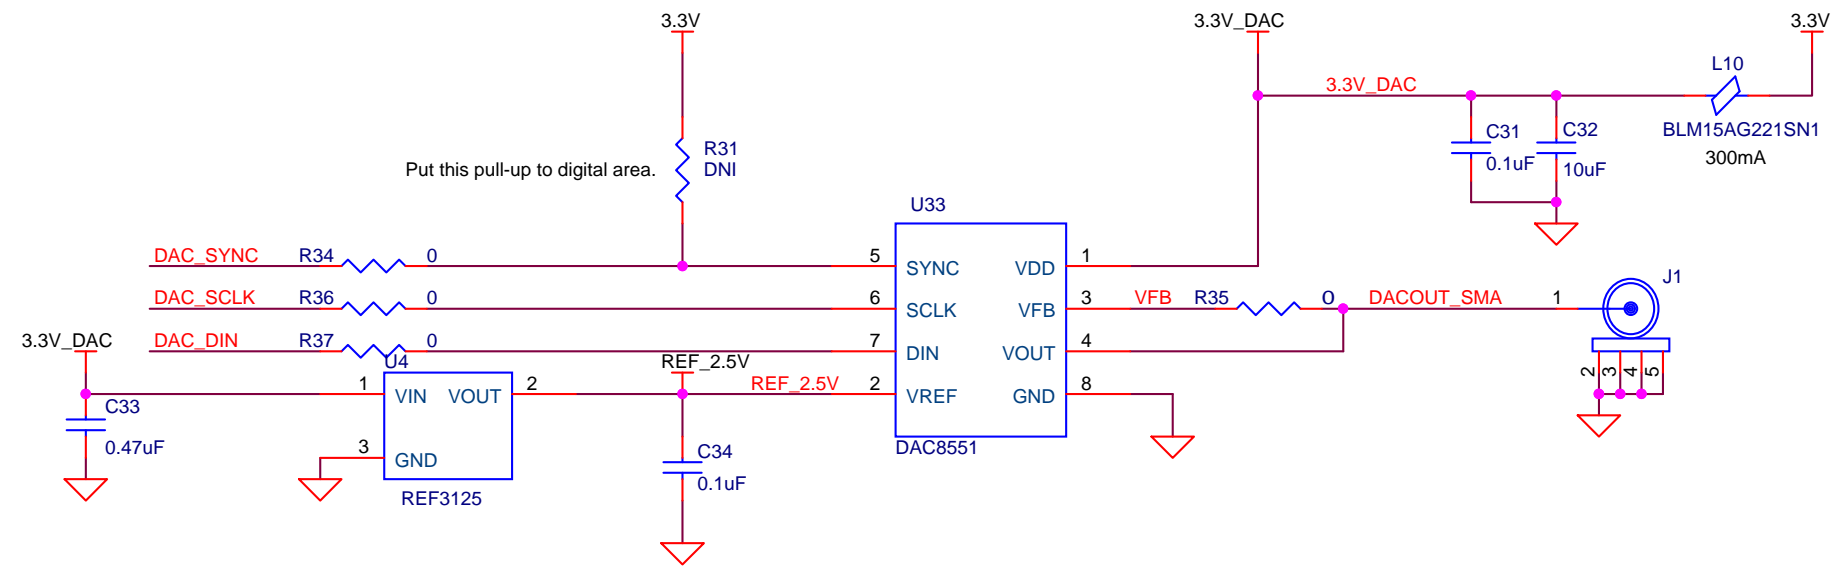 3.3V
3.3V_DAC
3.3V
L10
3.3V_DAC
BLM15AG221SN1
300mA
C31
0.1uF
C32
10uF
R31
DNI
Put this pull-up to digital area.
U33
DAC_SYNC R34 0 5 SYNC VDD 1
DAC_SCLK R36 0 6 SCLK VFB 3 VFB R35 0 DACOUT_SMA 1 J1
DAC_DIN R37 0 7 DIN VOUT 4
3.3V_DAC
U4
REF_2.5V
1 VIN VOUT 2 REF_2.5V 2 VREF GND 8
2 3 4 5
C33
0.47uF
3 GND
REF3125
C34
0.1uF
DAC8551